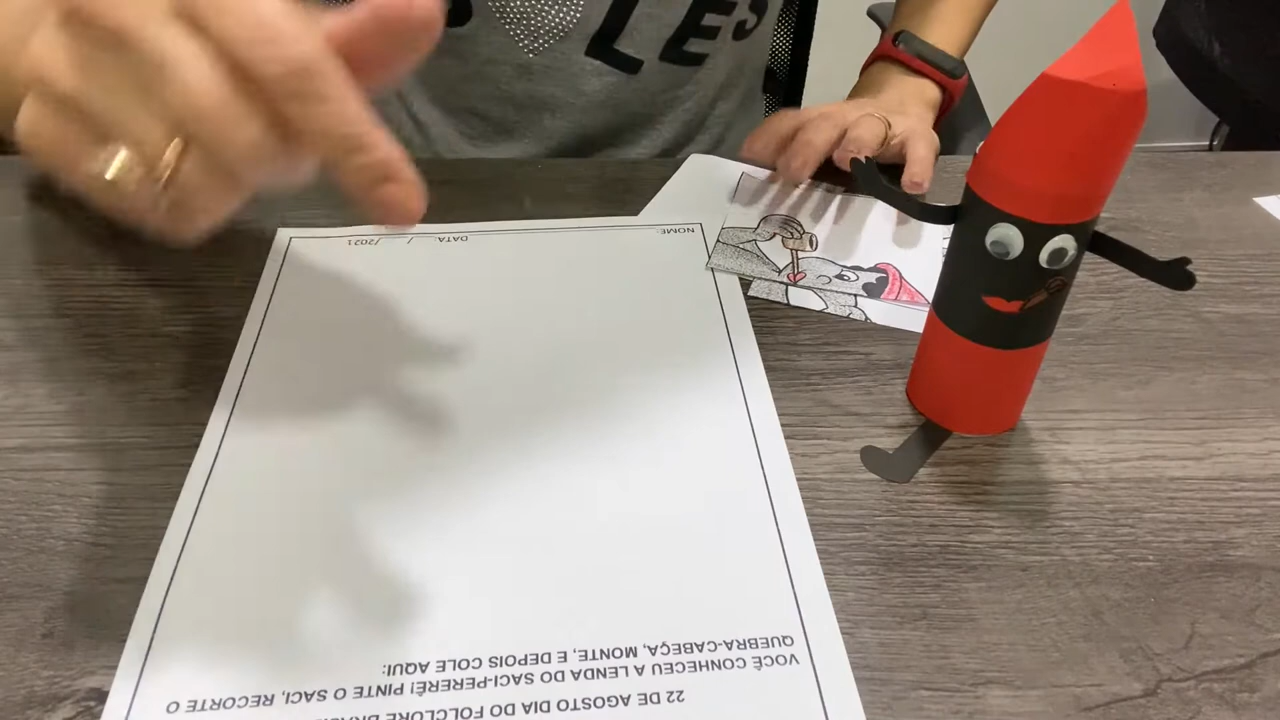 22 DE AGOSTO DIA DO FOLCLORE
VOCÊ CONHECEU A LENDA DO SACI-PERERÊ! PINTE O SACI, RECORTE O
QUEBRA-CABEÇA, MONTE, E DEPOIS COLE AQUI:
NOME: DATA: / /2021